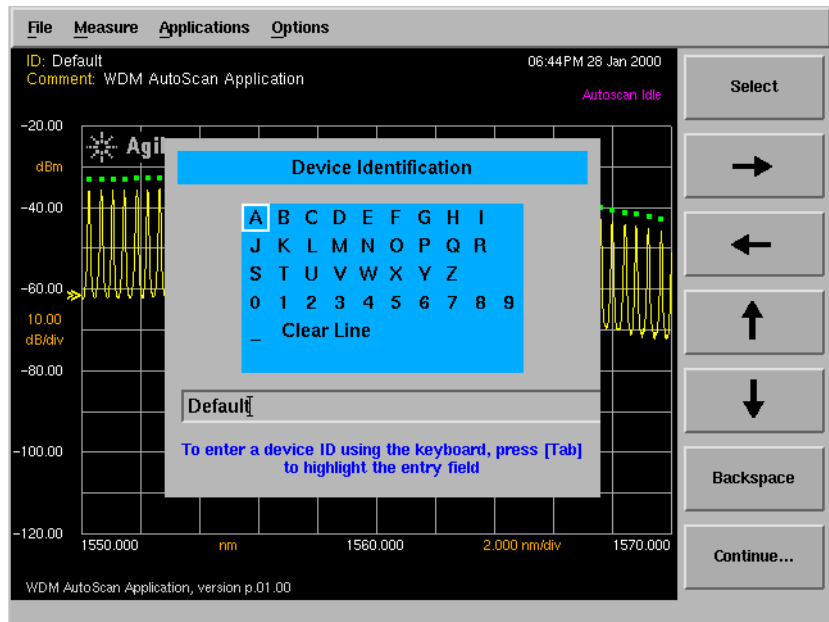 File Measure Applications Options
ID: Default
06:44PM 28 Jan 2000
Comment: WDM AutoScan Application
Autoscan Idle
Select
-20.00
dBm
-40.00
-60.00
10.00
dB/div
-80.00
-100.00
-120.00
Agil
Device Identification
A B C D E F G H I
J K L M N O P Q R
S T U V W X Y Z
0 1 2 3 4 5 6 7 8 9
_ Clear Line
Default
To enter a device ID using the keyboard, press [Tab]
to highlight the entry field
Backspace
1550.000 nm 1560.000 2.000 nm/div 1570.000
Continue...
WDM AutoScan Application, version p.01.00